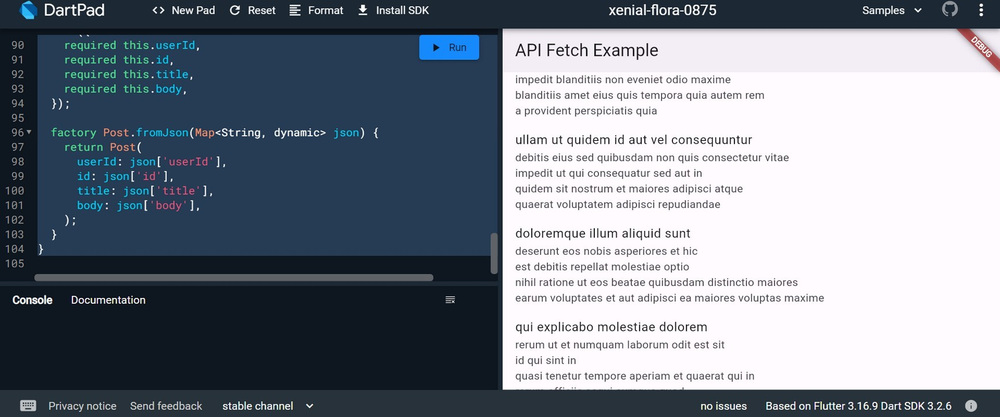 DartPad
New Pad
Reset
Format
Install SDK
xenial-flora-0875
Samples
90 required this.userId,
91 required this.id,
92 required this.title,
93 required this.body,
94 });
95
96 factory Post.fromJson(Map<String, dynamic> json) {
97 return Post(
98 userId: json['userId'],
99 id: json['id'],
100 title: json['title'],
101 body: json['body'],
102 );
103 }
104 }
105
Run
Console
Documentation
API Fetch Example
DEBUG
impedit blanditiis non eveniet odio maxime
blanditiis amet eius quis tempora quia autem rem
a provident perspiciatis quia
ullam ut quidem id aut vel consequuntur
debitis eius sed quibusdam non quis consectetur vitae
impedit ut qui consequatur sed aut in
quidem sit nostrum et maiores adipisci atque
quaerat voluptatem adipisci repudiandae
doloremque illum aliquid sunt
deserunt eos nobis asperiores et hic
est debitis repellat molestiae optio
nihil ratione ut eos beatae quibusdam distinctio maiores
earum voluptates et aut adipisci ea maiores voluptas maxime
qui explicabo molestiae dolorem
rerum ut et numquam laborum odit est sit
id qui sint in
quasi tenetur tempore aperiam et quaerat qui in
Privacy notice
Send feedback
stable channel
no issues
Based on Flutter 3.16.9 Dart SDK 3.2.6